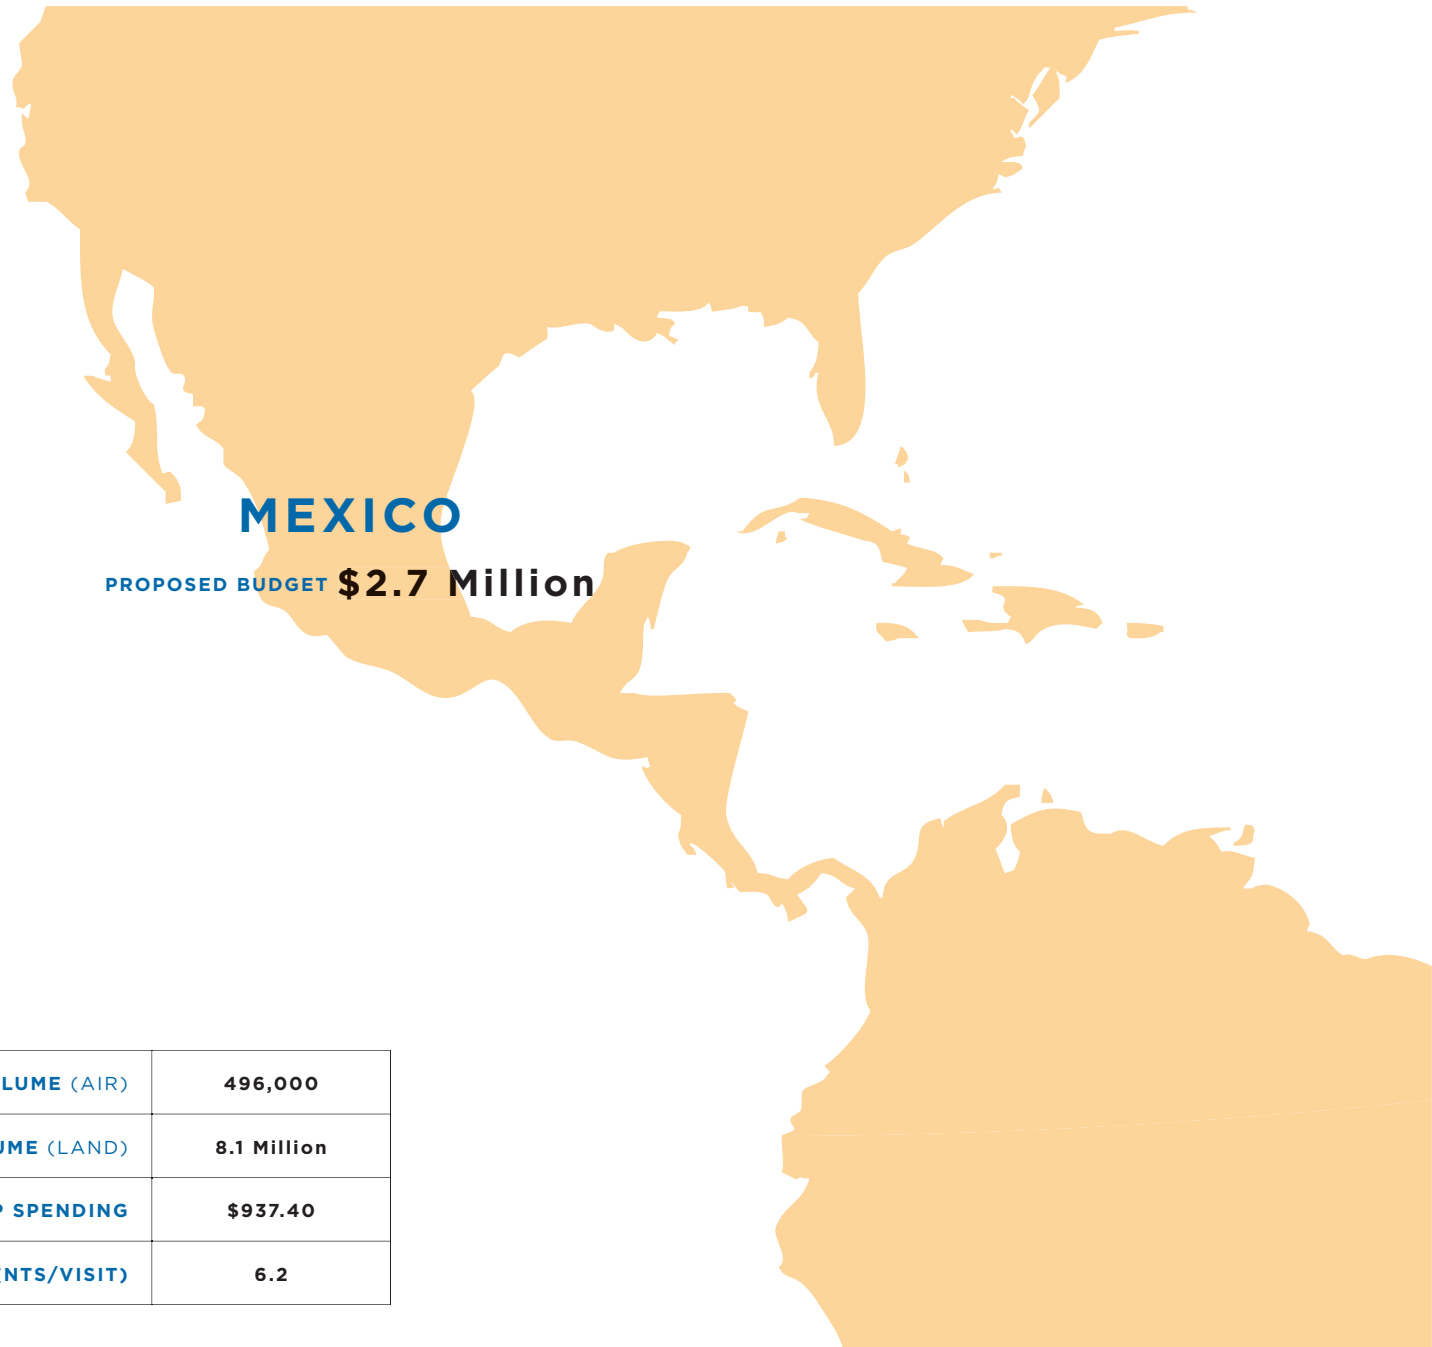 MEXICO
PROPOSED BUDGET $2.7 Million
LUME (AIR) 496,000
UME (LAND) 8.1 Million
P SPENDING $937.40
(NTS/VISIT) 6.2